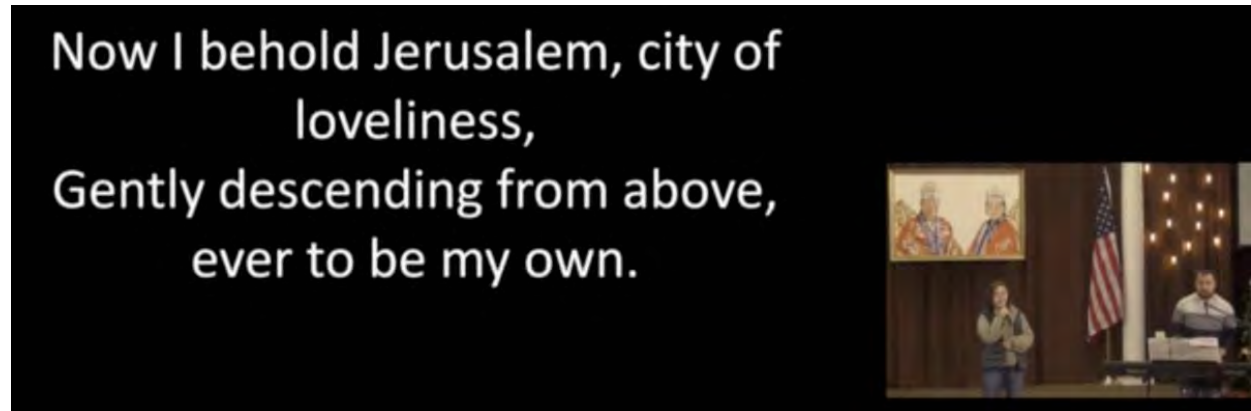 Now I behold Jerusalem, city of
loveliness,
Gently descending from above,
ever to be my own.